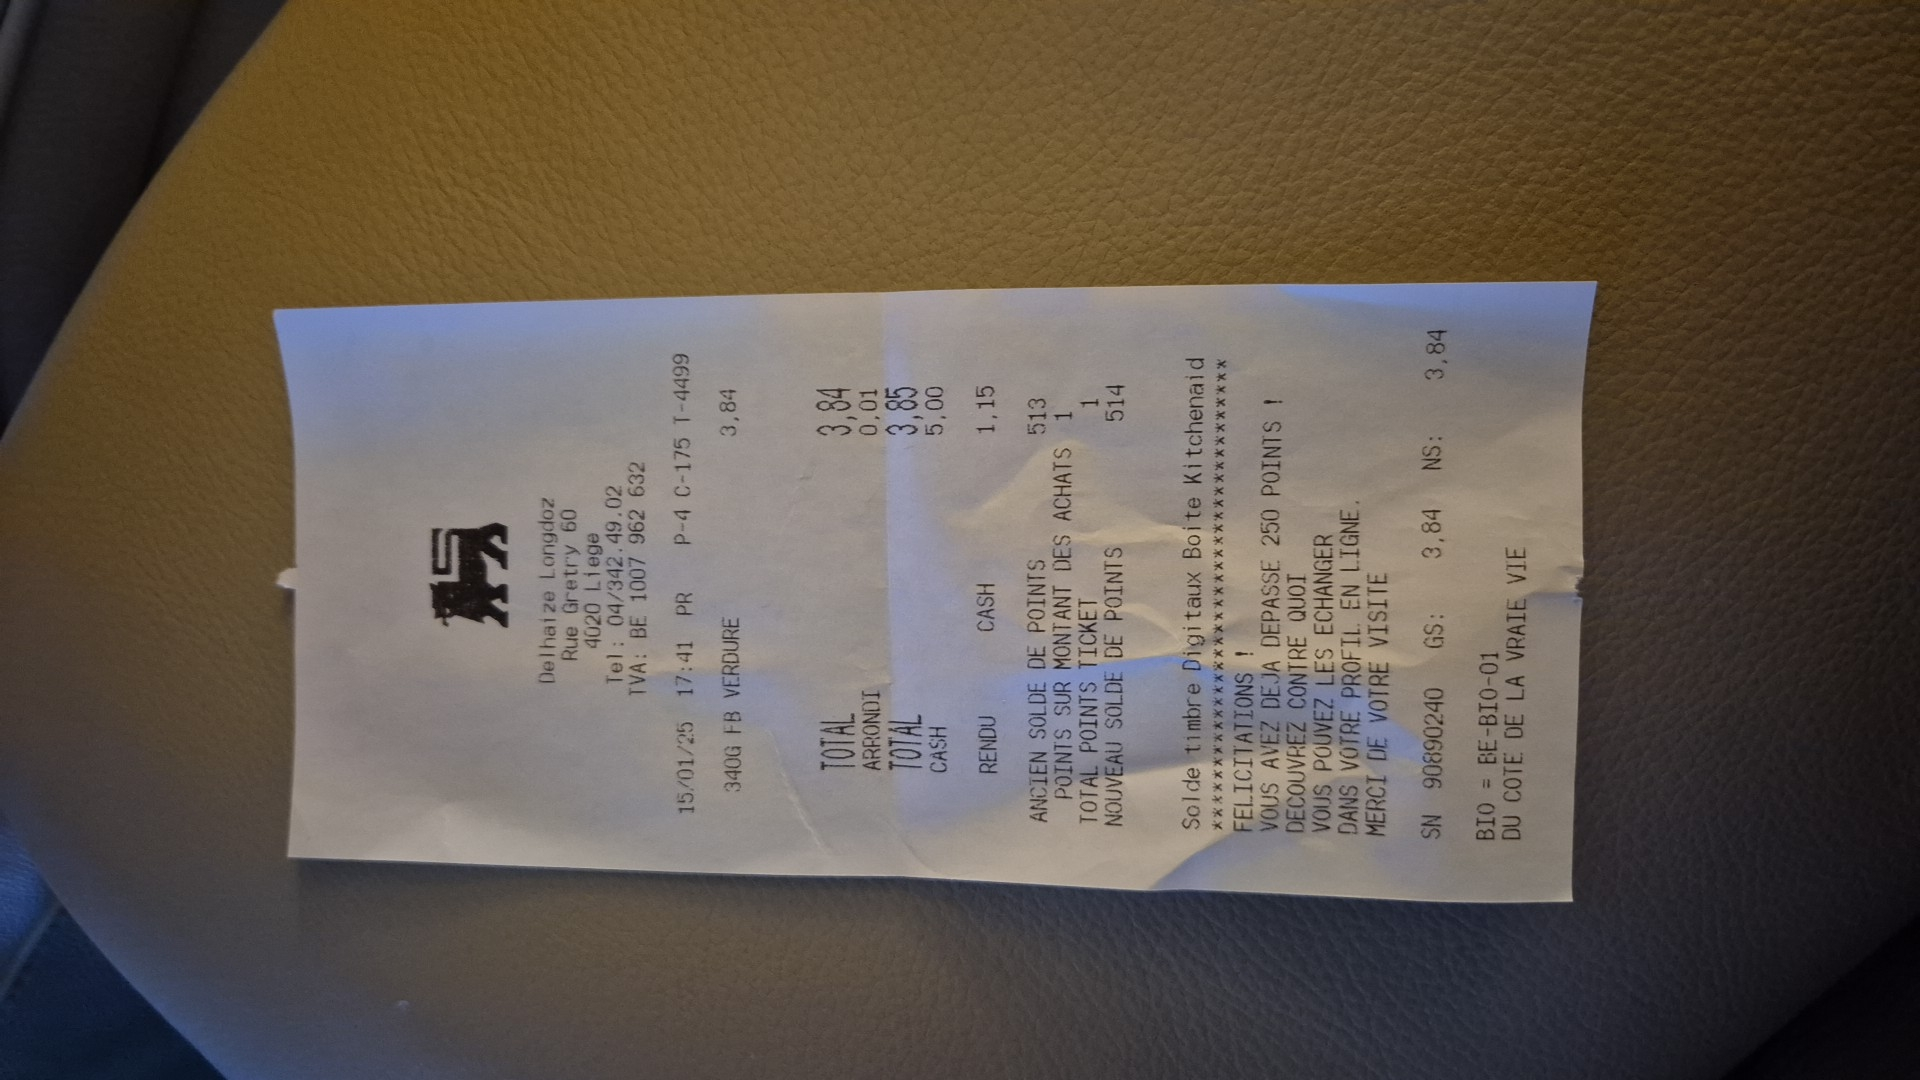 Delhaize Longdoz
Rue Gretry 60
4020 Liege
Tel: 04/342.49.02
TVA: BE 1007 962 632
15/01/25 17:41 PR P-4 C-175 T-4499
340G FB VERDURE 3,84
TOTAL 3,84
ARRONDI 0,01
TOTAL 3,85
CASH 5,00
RENDU CASH 1,15
ANCIEN SOLDE DE POINTS 513
POINTS SUR MONTANT DES ACHATS 1
TOTAL POINTS TICKET 1
NOUVEAU SOLDE DE POINTS 514
Solde timbre Digitaux Boite Kitchenaid
**************************************
FELICITATIONS !
VOUS AVEZ DEJA DEPASSE 250 POINTS !
DECOUVREZ CONTRE QUOI
VOUS POUVEZ LES ECHANGER
DANS VOTRE PROFIL EN LIGNE.
MERCI DE VOTRE VISITE
SN 90890240 GS: 3,84 NS: 3,84
BIO = BE-BIO-01
DU COTE DE LA VRAIE VIE